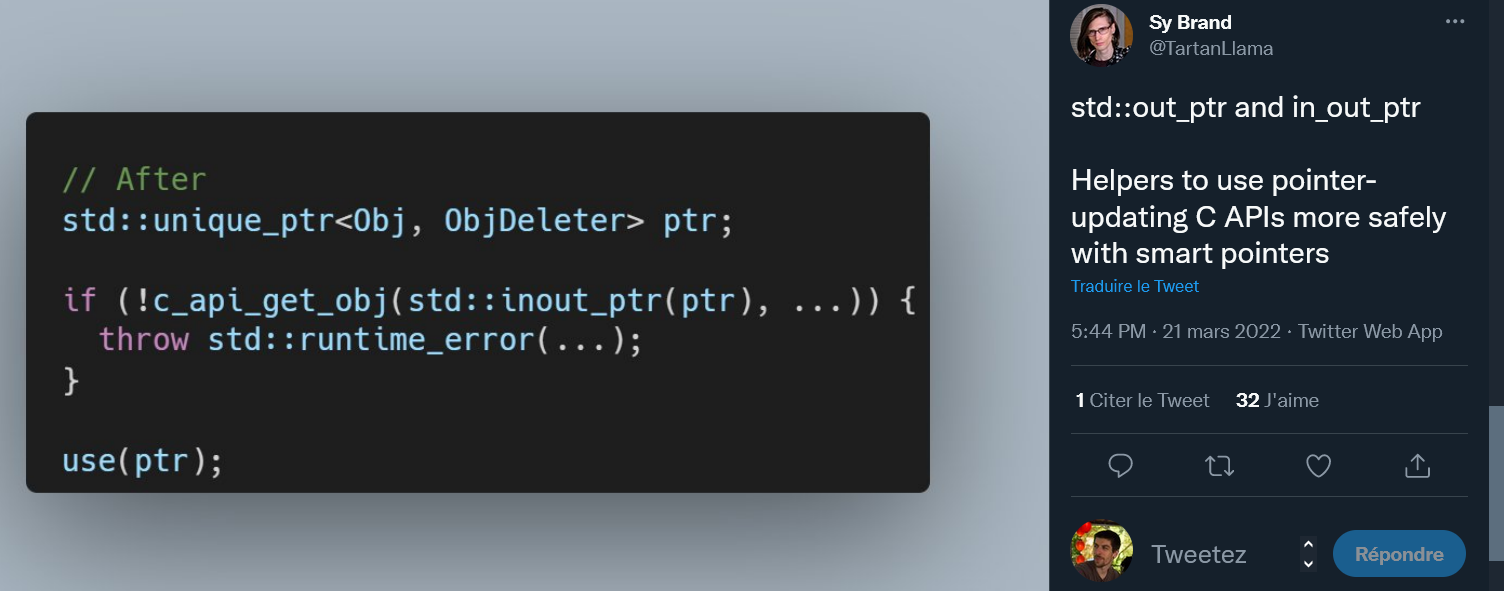 // After
std::unique_ptr<Obj, ObjDeleter> ptr;
if (!c_api_get_obj(std::inout_ptr(ptr), ...)) {
throw std::runtime_error(...);
}
use(ptr);
Sy Brand
@TartanLlama
std::out_ptr and in_out_ptr
Helpers to use pointer-
updating C APIs more safely
with smart pointers
Traduire le Tweet
5:44 PM · 21 mars 2022 · Twitter Web App
1 Citer le Tweet 32 J'aime
Tweetez Répondre